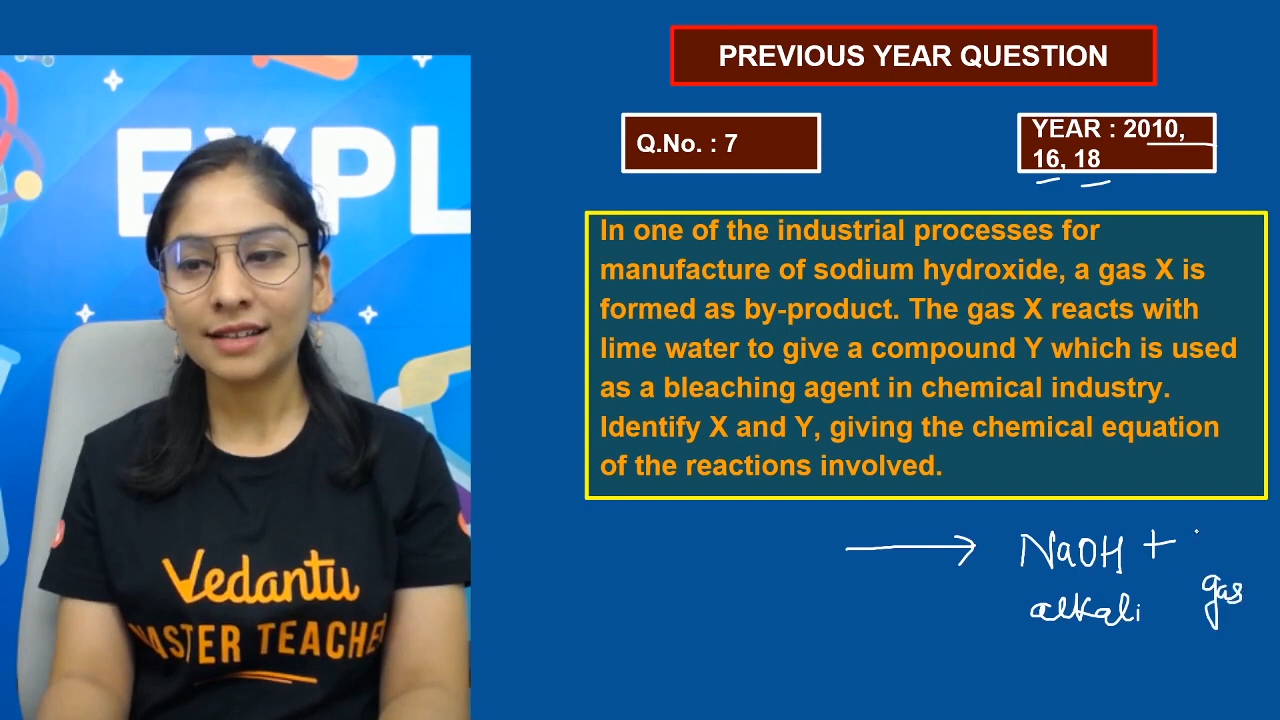 EXPL
Vedantu
MASTER TEACHE
PREVIOUS YEAR QUESTION
Q.No. : 7
YEAR : 2010,
16, 18
In one of the industrial processes for
manufacture of sodium hydroxide, a gas X is
formed as by-product. The gas X reacts with
lime water to give a compound Y which is used
as a bleaching agent in chemical industry.
Identify X and Y, giving the chemical equation
of the reactions involved.
⟶ NaOH +
alkali gas